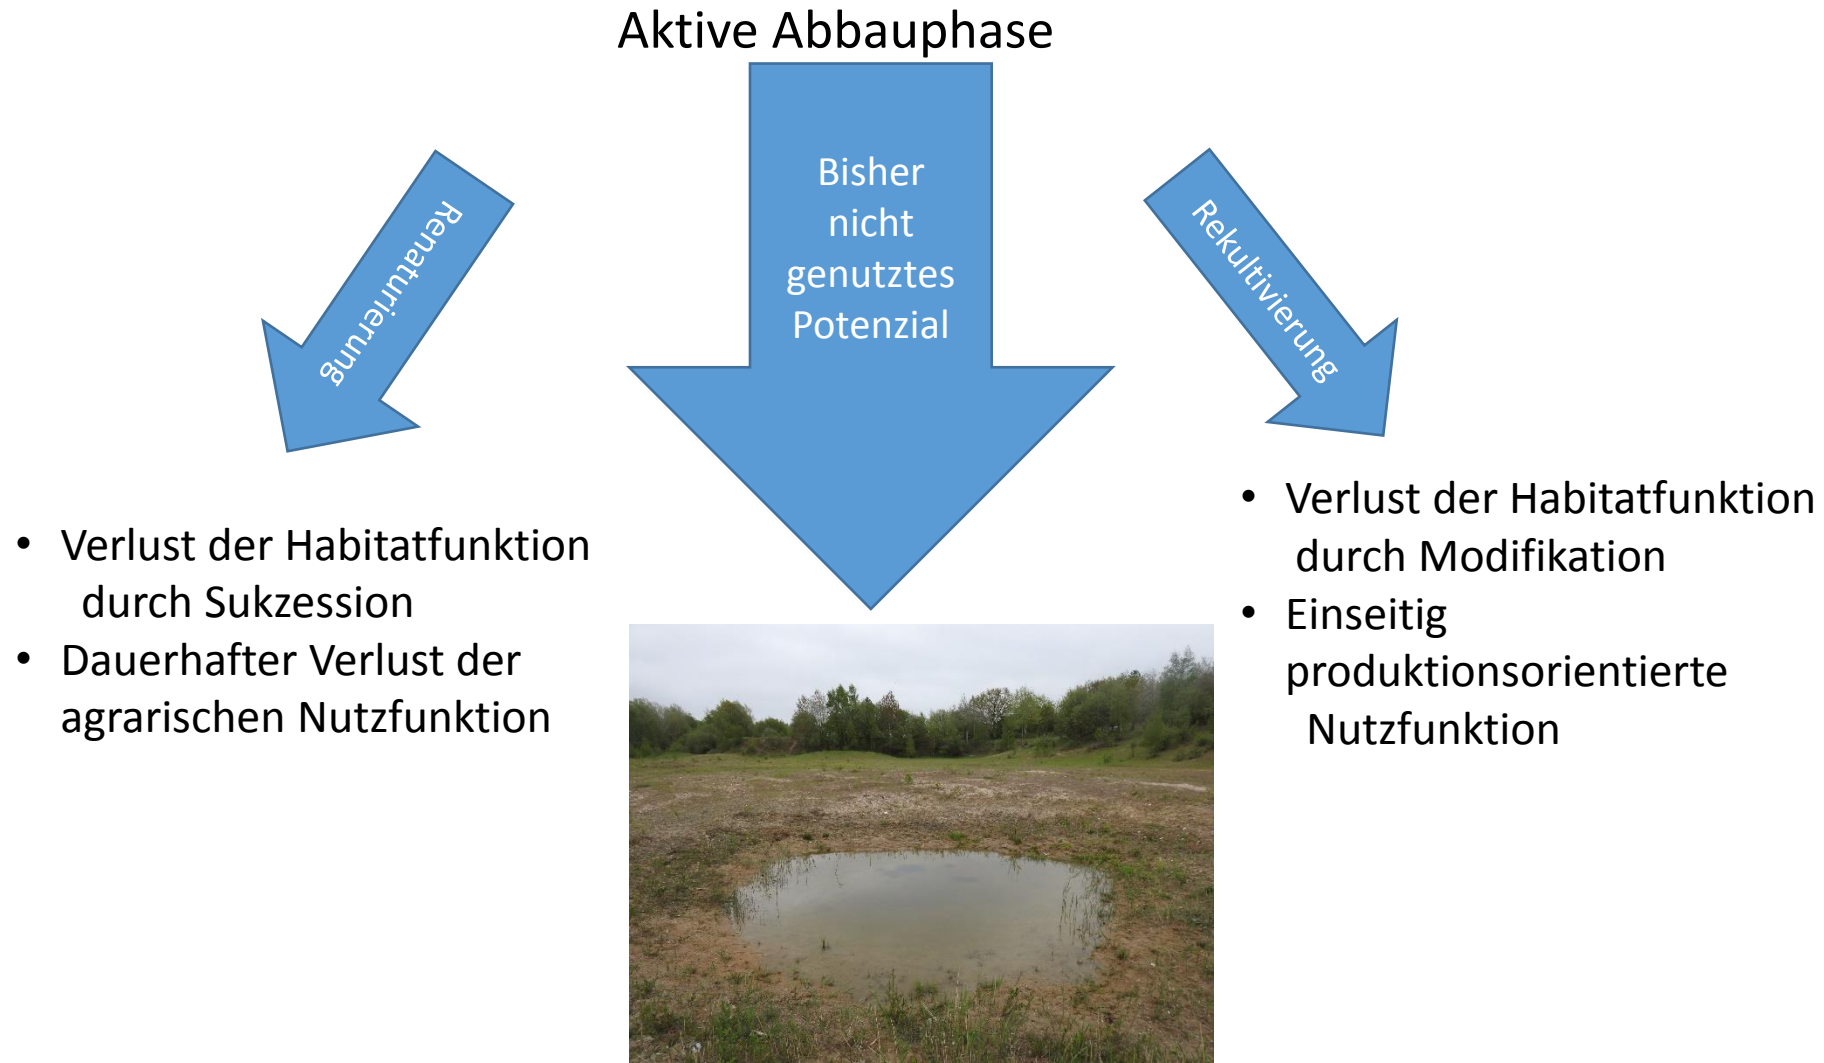 Aktive Abbauphase
Renaturierung
Bisher
nicht
genutztes
Potenzial
Rekultivierung
• Verlust der Habitatfunktion
durch Sukzession
• Dauerhafter Verlust der
agrarischen Nutzfunktion
• Verlust der Habitatfunktion
durch Modifikation
• Einseitig
produktionsorientierte
Nutzfunktion